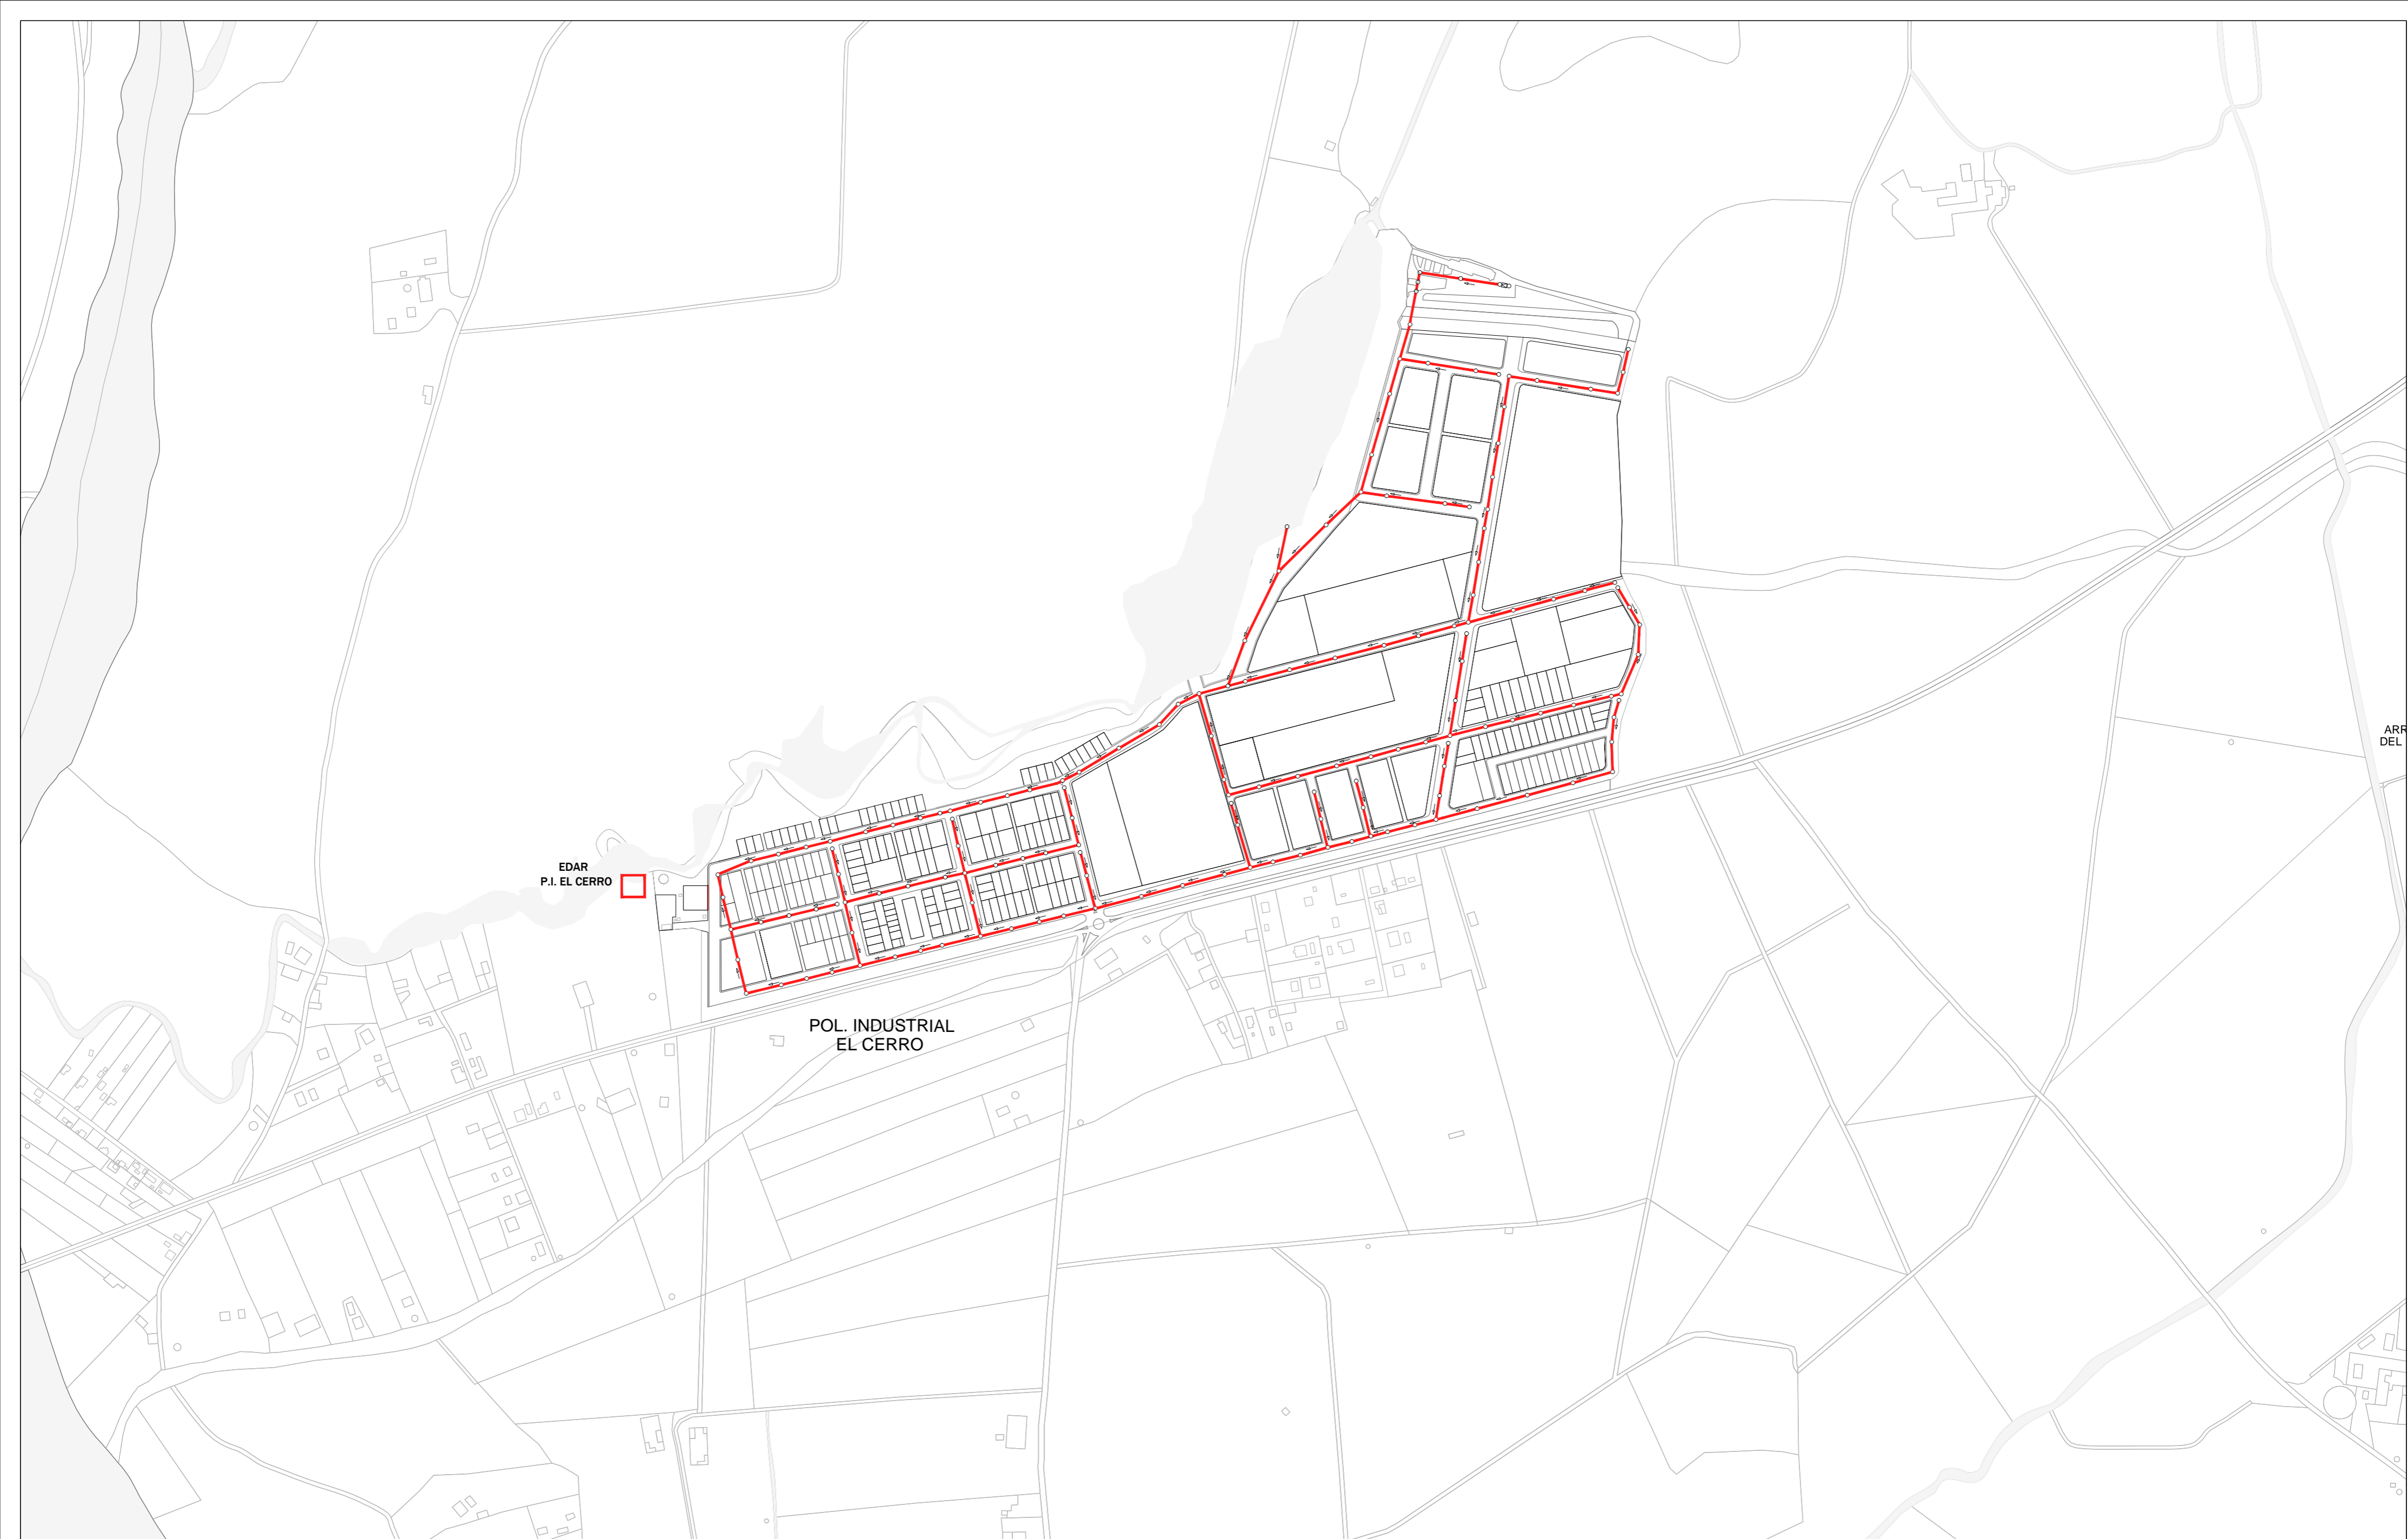 ARR
DEL
EDAR
P.I. EL CERRO
POL. INDUSTRIAL
EL CERRO